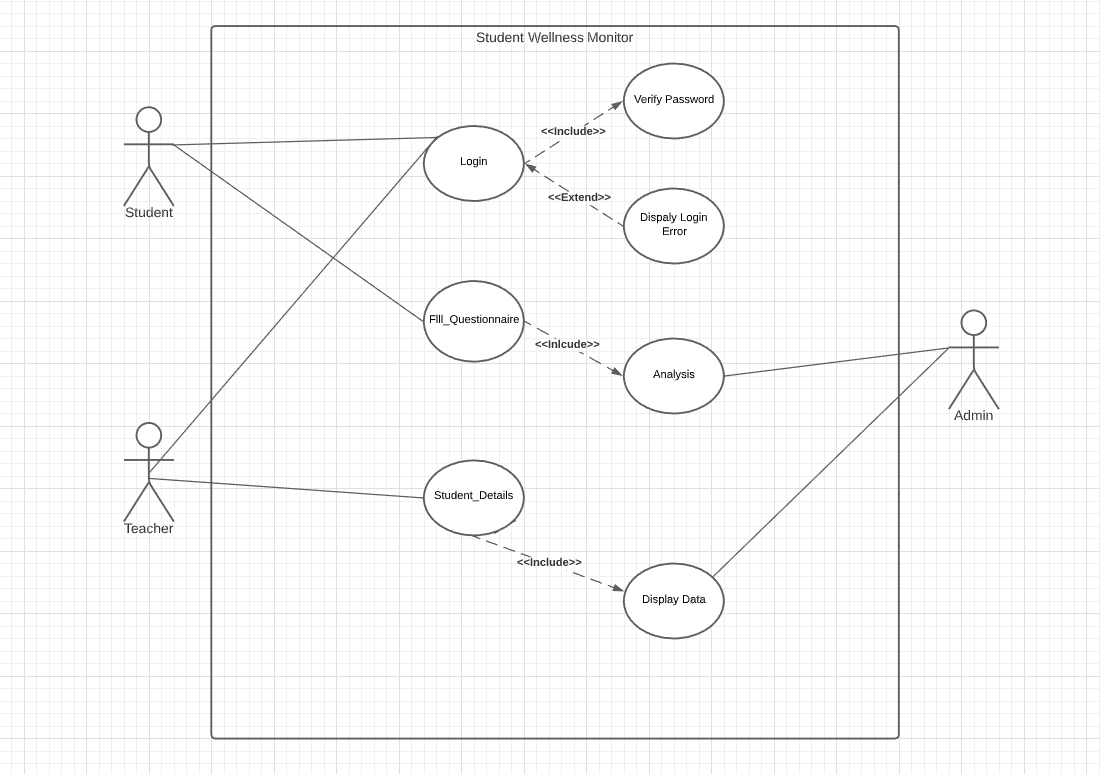 Student Wellness Monitor
Verify Password
<<Include>>
Login
<<Extend>>
Dispaly Login
Error
Student
Flll_Questionnaire
<<Inlcude>>
Analysis
Admin
Student_Details
Teacher
<<Include>>
Display Data